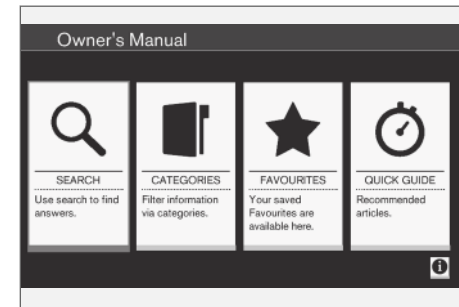 Owner's Manual
SEARCH
Use search to find
answers.
CATEGORIES
Filter information
via categories.
FAVOURITES
Your saved
Favourites are
available here.
QUICK GUIDE
Recommended
articles.
i